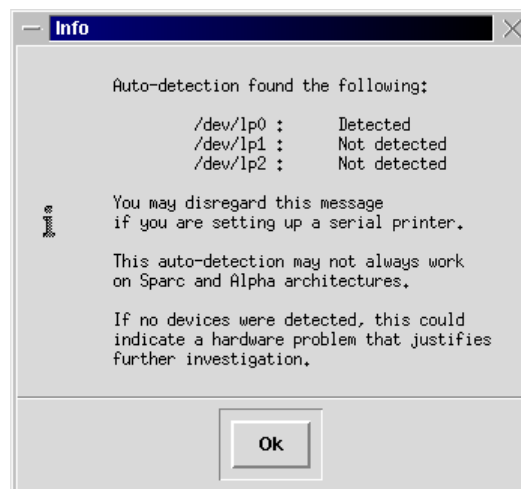 Info
Auto-detection found the following:
/dev/lp0 : Detected
/dev/lp1 : Not detected
/dev/lp2 : Not detected
You may disregard this message
if you are setting up a serial printer.
This auto-detection may not always work
on Sparc and Alpha architectures.
If no devices were detected, this could
indicate a hardware problem that justifies
further investigation.
Ok